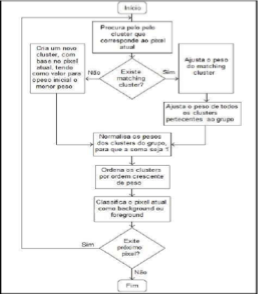 Início
Procura pelo pelo
cluster que
corresponde ao pixel
atual
Cria um novo
cluster, com
base no pixel
atual, tendo
como valor para
o peso inicial o
menor peso
Não
Existe
matching
cluster?
Sim
Ajusta o peso
do matching
cluster
Ajusta o peso de todos
os clusters
pertencentes ao grupo
Normaliza os pesos
dos clusters do grupo,
para que a soma seja 1
Ordena os clusters
por ordem crescente
de peso
Classifica o pixel atual
como background ou
foreground
Sim
Existe
próximo
pixel?
Não
Fim